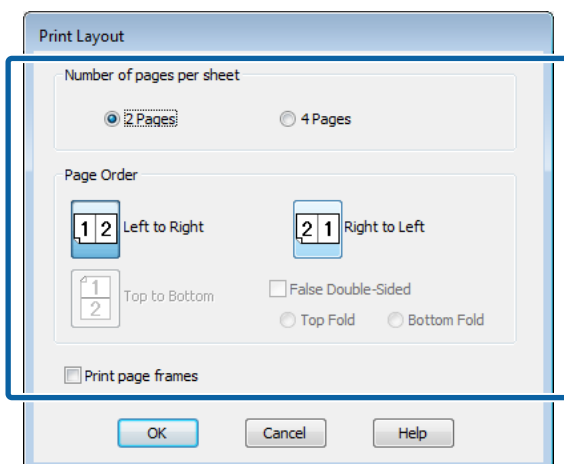 Print Layout
Number of pages per sheet
2 Pages
4 Pages
Page Order
1 2
Left to Right
2 1
Right to Left
1
2
Top to Bottom
False Double-Sided
Top Fold
Bottom Fold
Print page frames
OK
Cancel
Help